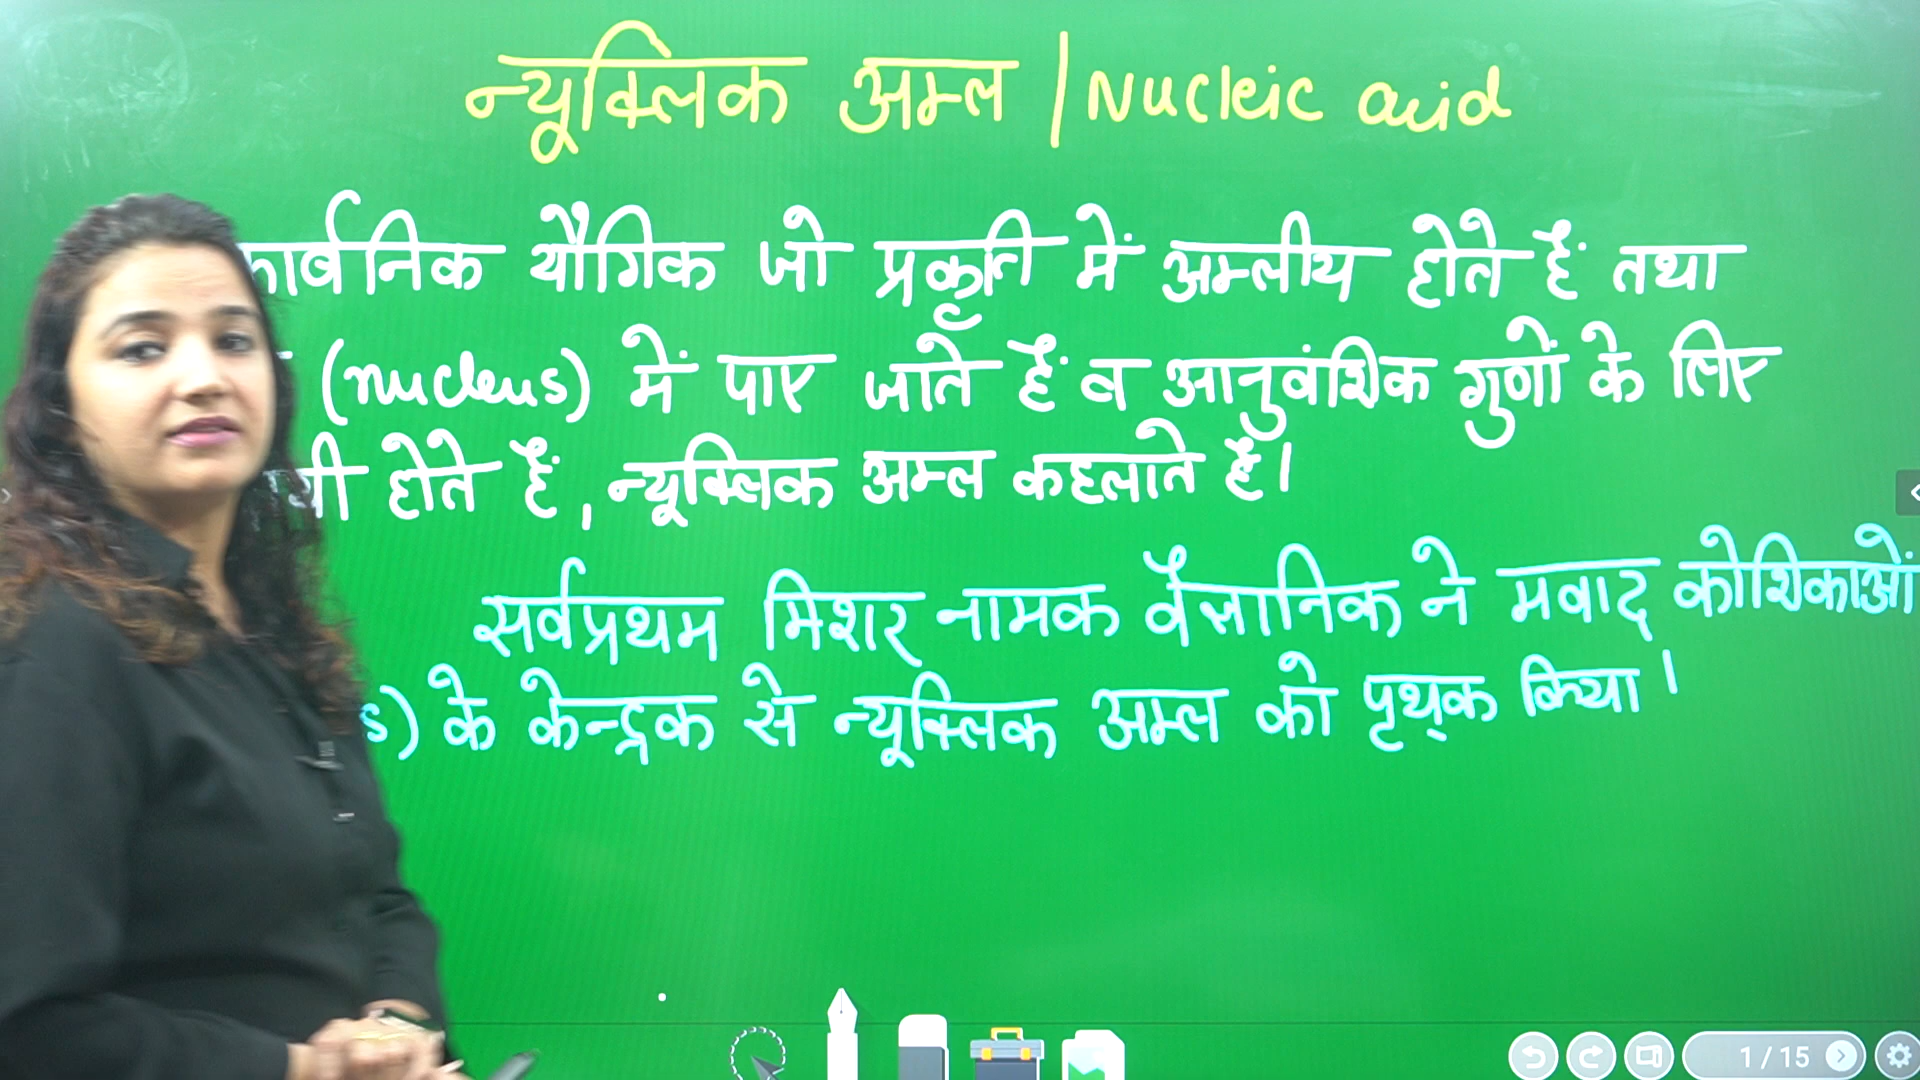 न्यूक्लिक अम्ल | Nucleic acid
कार्बनिक यौगिक जो प्रकृति में अम्लीय होते हैं तथा
(nucleus) में पाए जाते हैं व आनुवंशिक गुणों के लिए
होते हैं, न्यूक्लिक अम्ल कहलाते हैं।
सर्वप्रथम मिशर नामक वैज्ञानिक ने मवाद् कोशिकाओं
s) के केन्द्रक से न्यूक्लिक अम्ल को पृथ्क किया।
1 / 15